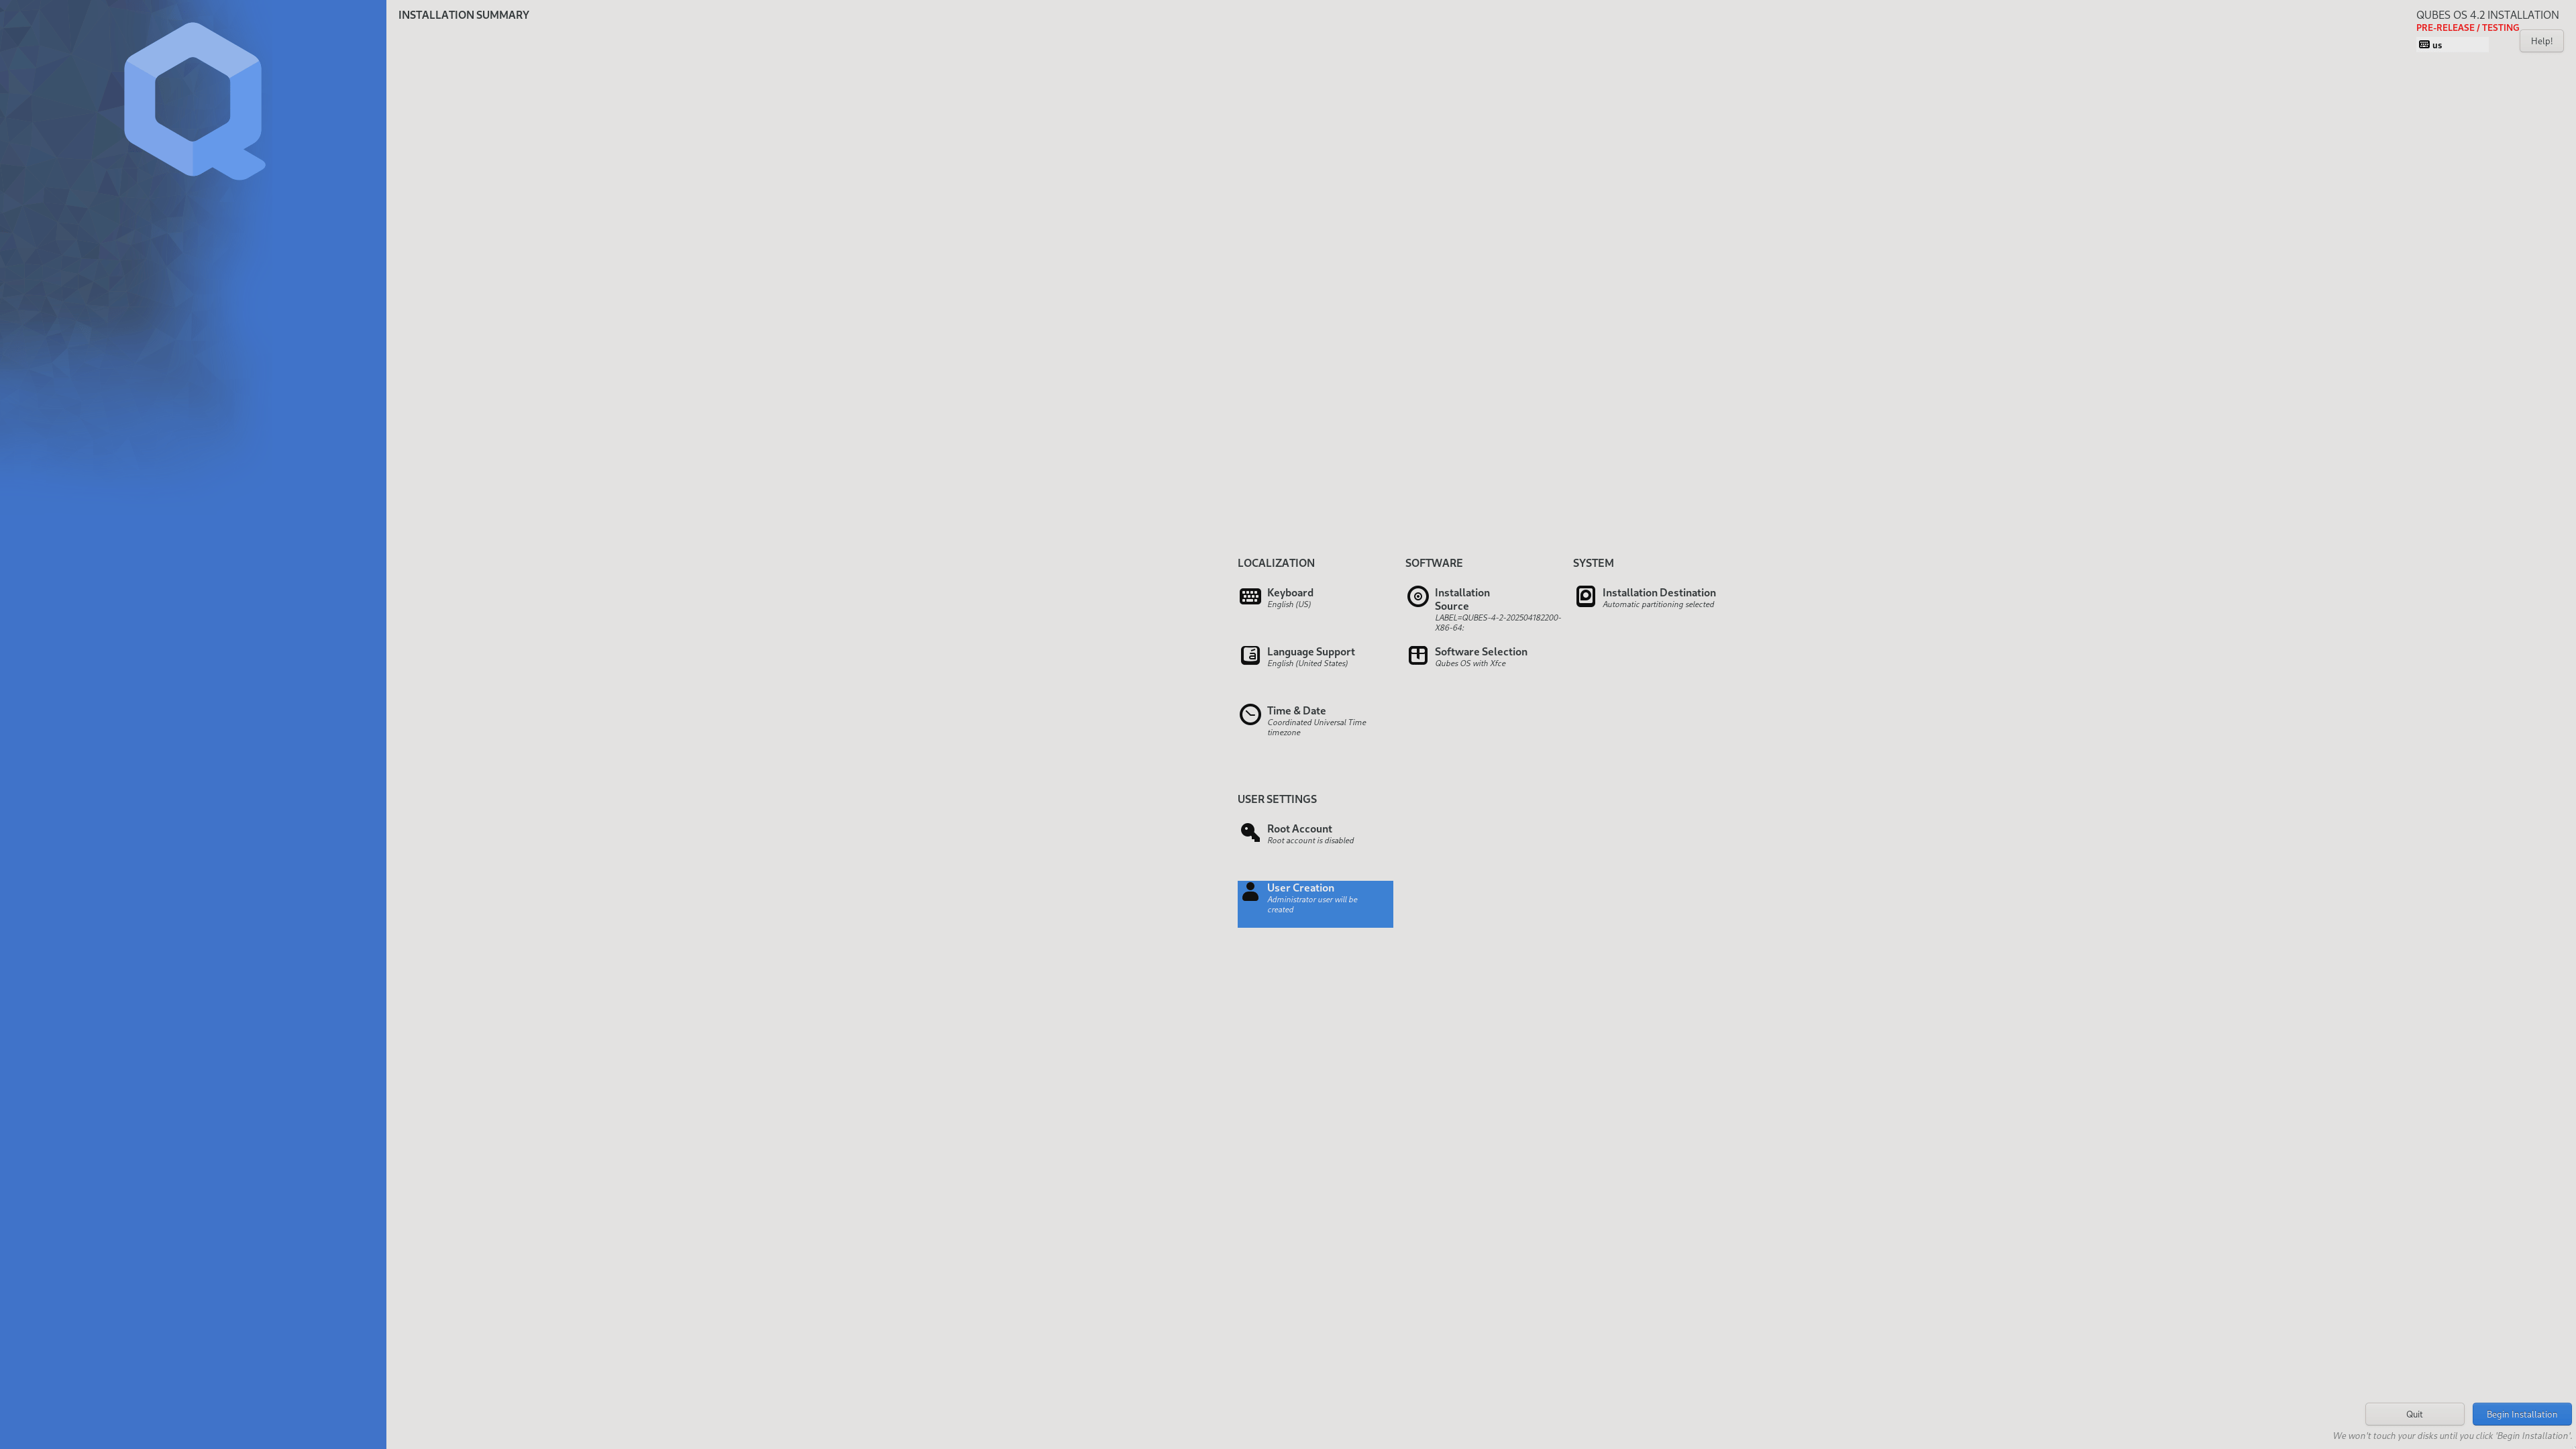 INSTALLATION SUMMARY
QUBES OS 4.2 INSTALLATION
PRE-RELEASE / TESTING
us
Help!
LOCALIZATION
Keyboard
English (US)
Language Support
English (United States)
Time & Date
Coordinated Universal Time
timezone
SOFTWARE
Installation
Source
LABEL=QUBES-4-2-202504182200-
X86-64:
Software Selection
Qubes OS with Xfce
SYSTEM
Installation Destination
Automatic partitioning selected
USER SETTINGS
Root Account
Root account is disabled
User Creation
Administrator user will be
created
Quit
Begin Installation
We won't touch your disks until you click 'Begin Installation'.